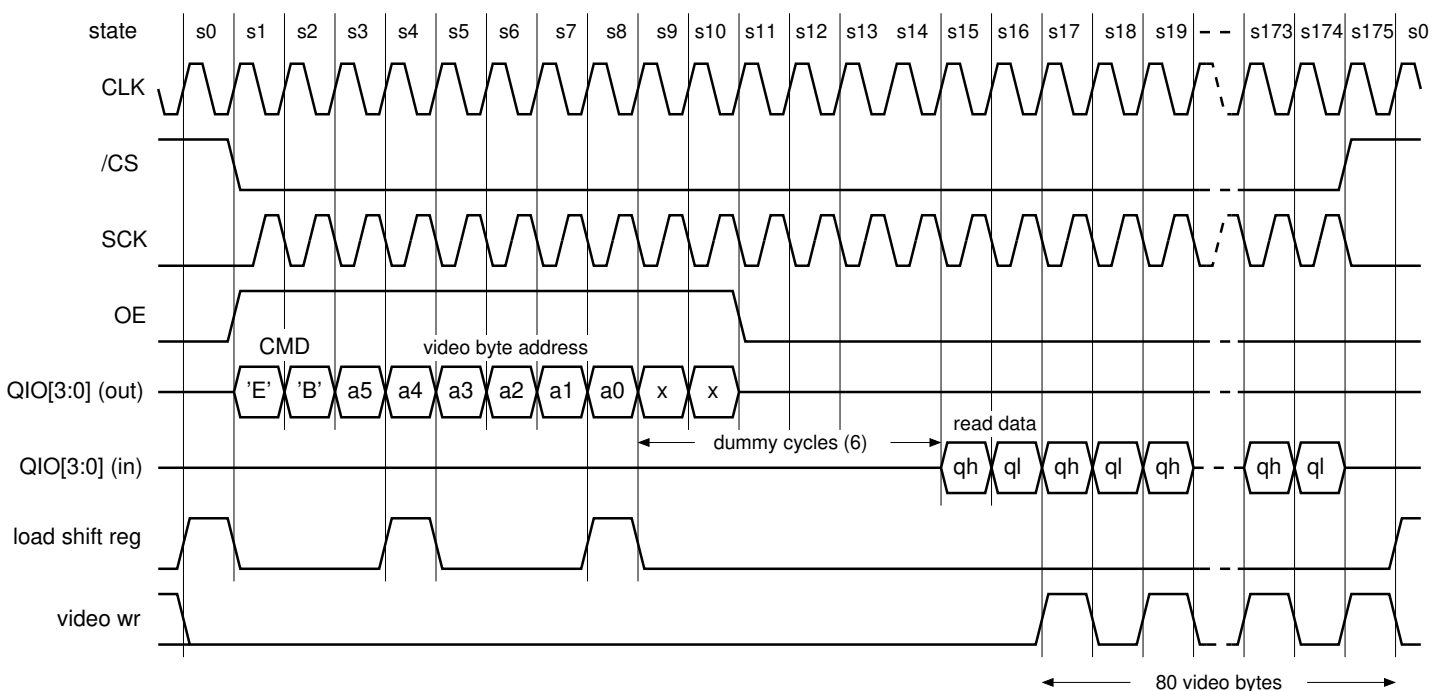 state s0 s1 s2 s3 s4 s5 s6 s7 s8 s9 s10 s11 s12 s13 s14 s15 s16 s17 s18 s19 s173 s174 s175 s0
CLK
/CS
SCK
OE
CMD video byte address
QIO[3:0] (out) 'E' 'B' a5 a4 a3 a2 a1 a0 x x
read data
dummy cycles (6)
QIO[3:0] (in) qh ql qh ql qh qh ql
load shift reg
video wr
80 video bytes